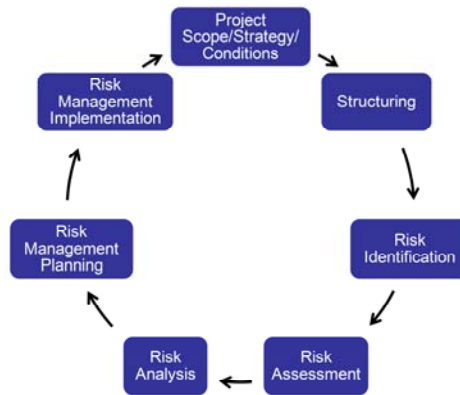 Project
Scope/Strategy/
Conditions
Structuring
Risk
Identification
Risk
Assessment
Risk
Analysis
Risk
Management
Planning
Risk
Management
Implementation